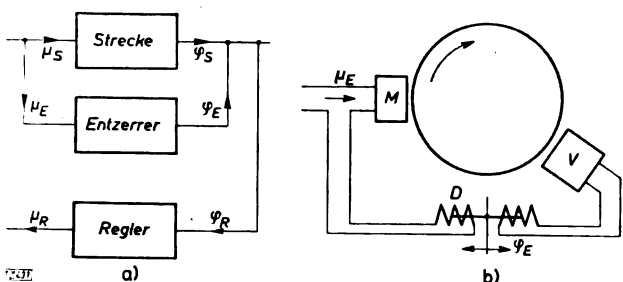 Strecke
μS
φS
μE
φE
Entzerrer
μR
Regler
φR
a)
μE
M
V
D
φE
b)